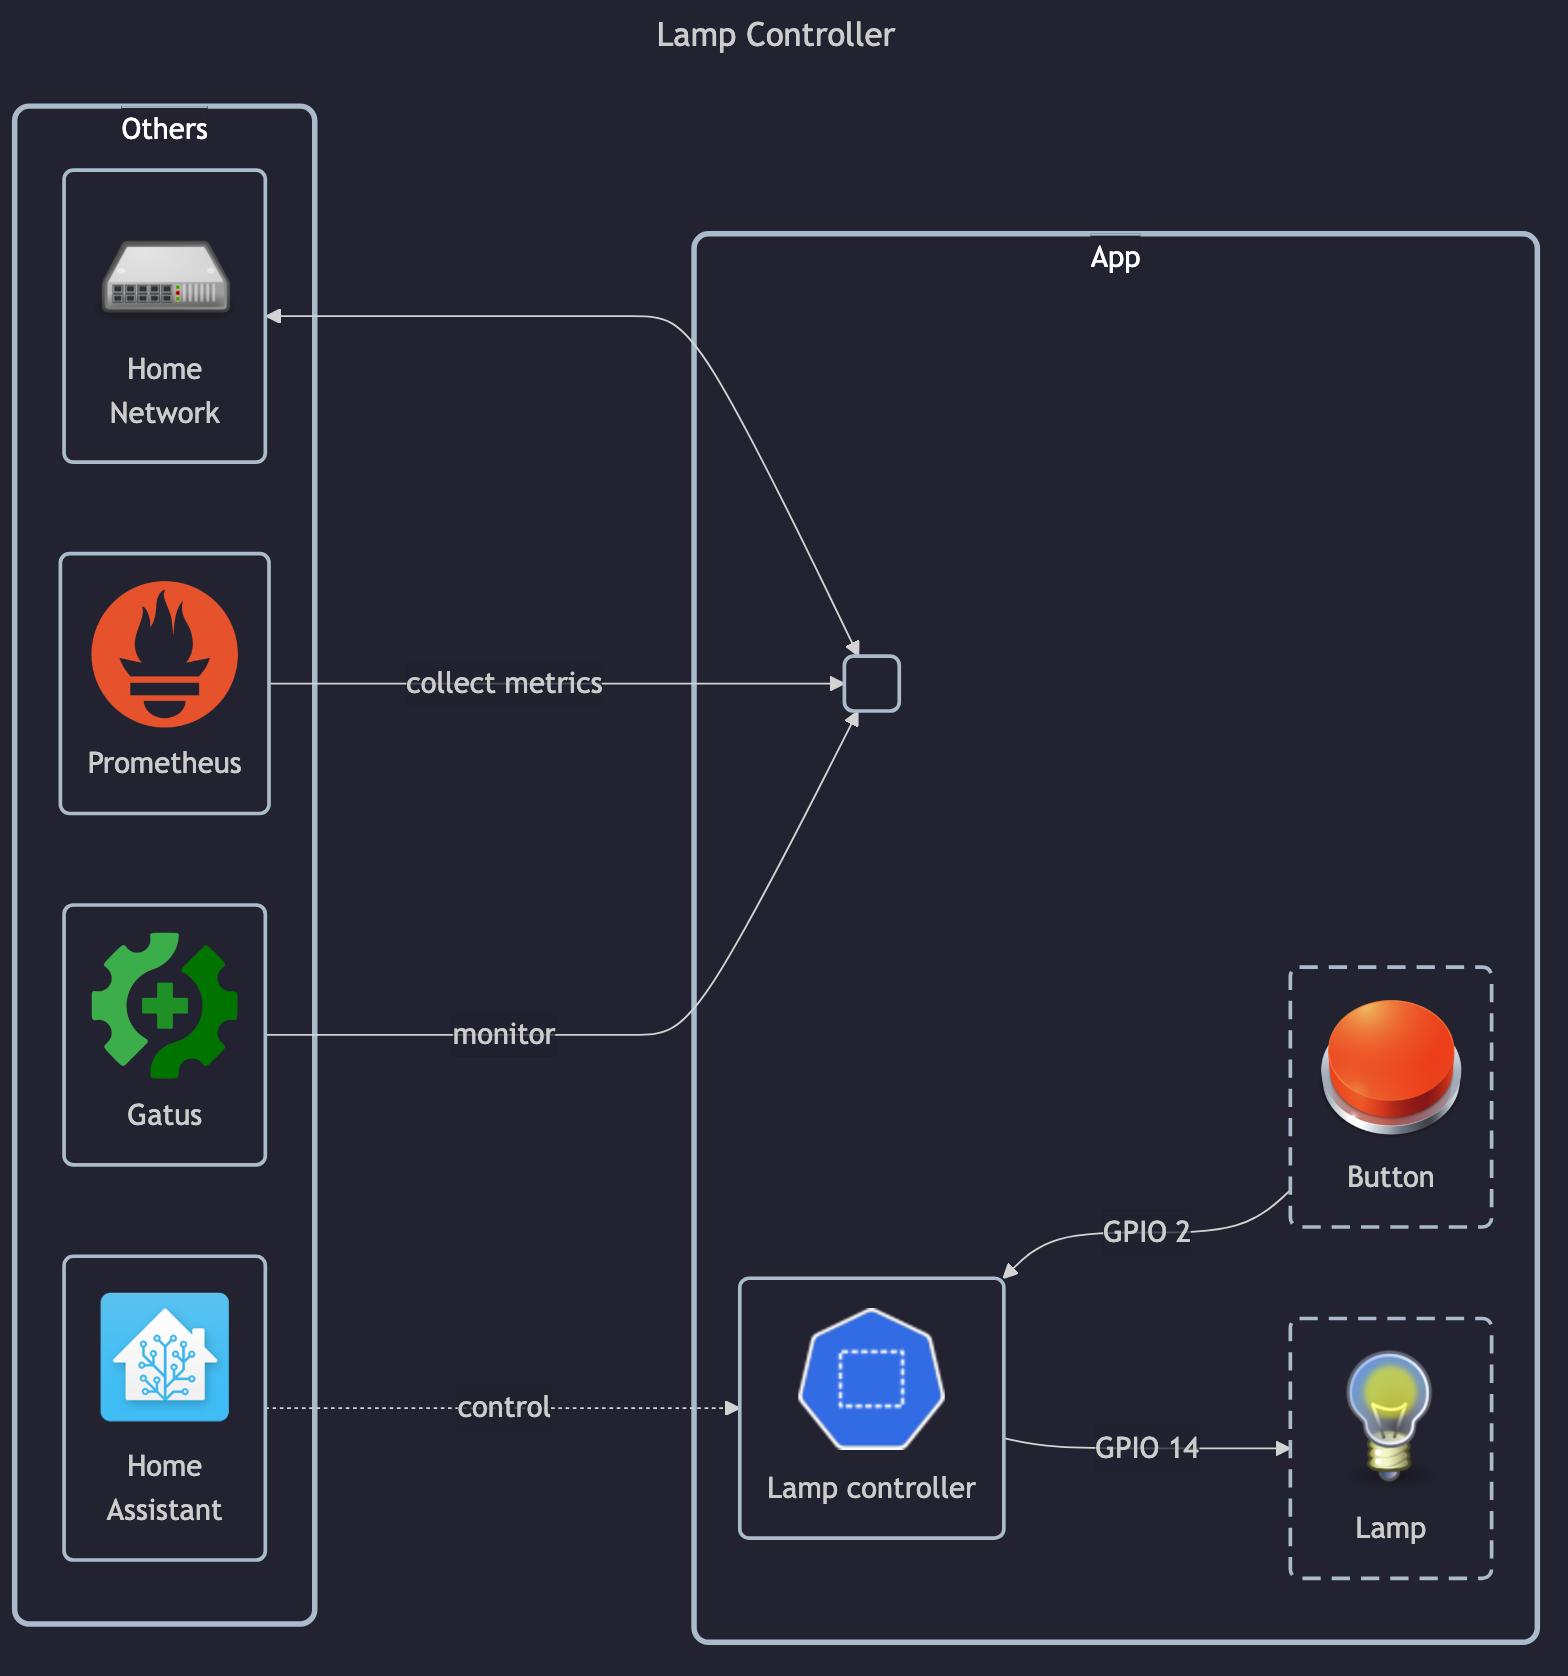 Lamp Controller
Others
Home
Network
App
collect metrics
Prometheus
monitor
Gatus
Button
GPIO 2
control
Home
Assistant
Lamp controller
GPIO 14
Lamp